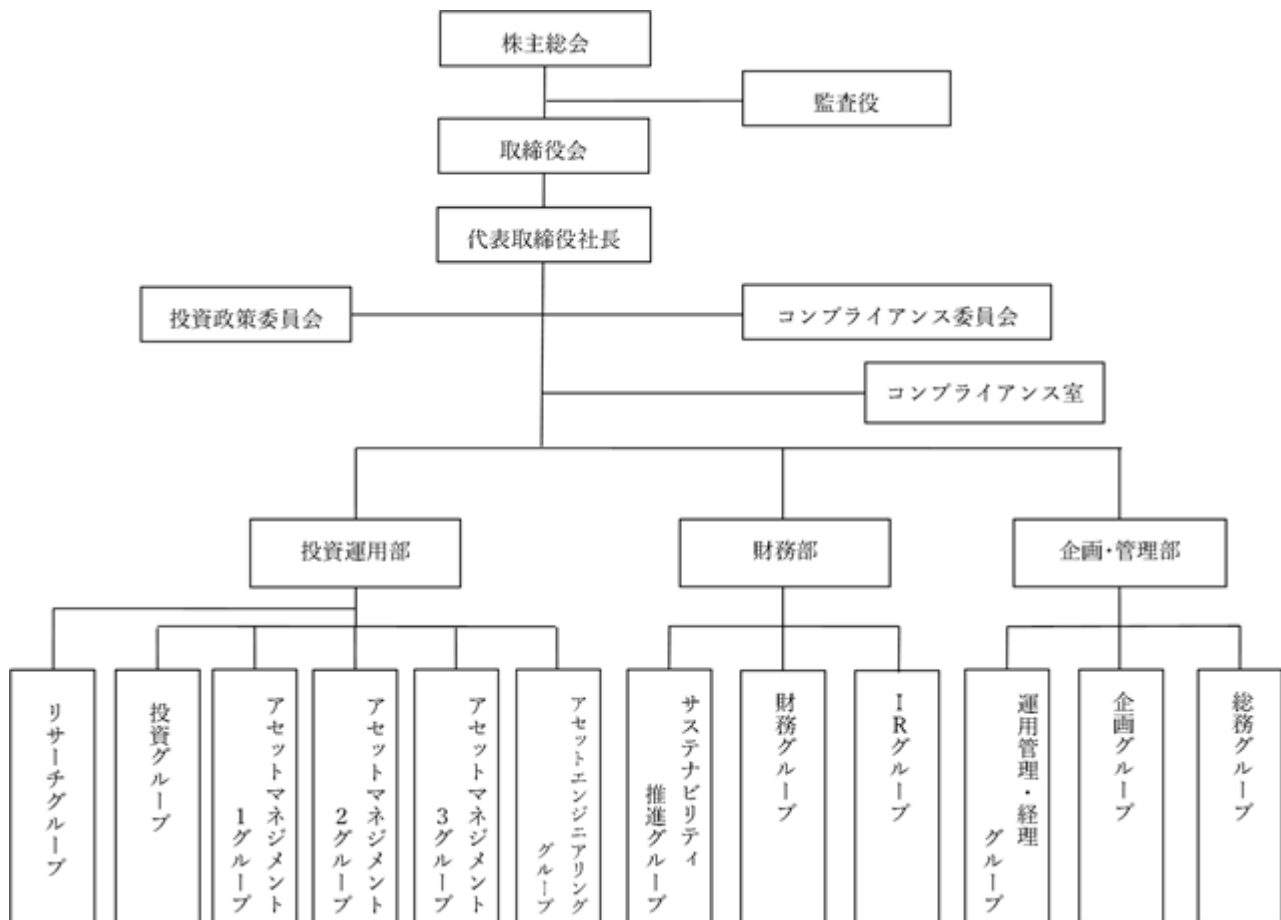 株主総会
監査役
取締役会
代表取締役社長
投資政策委員会
コンプライアンス委員会
コンプライアンス室
投資運用部
財務部
企画・管理部
リサーチグループ
投資グループ
アセットマネジメント
1グループ
アセットマネジメント
2グループ
アセットマネジメント
3グループ
アセットエンジニアリング
グループ
サステナビリティ
推進グループ
財務グループ
IRグループ
運用管理・経理
グループ
企画グループ
総務グループ